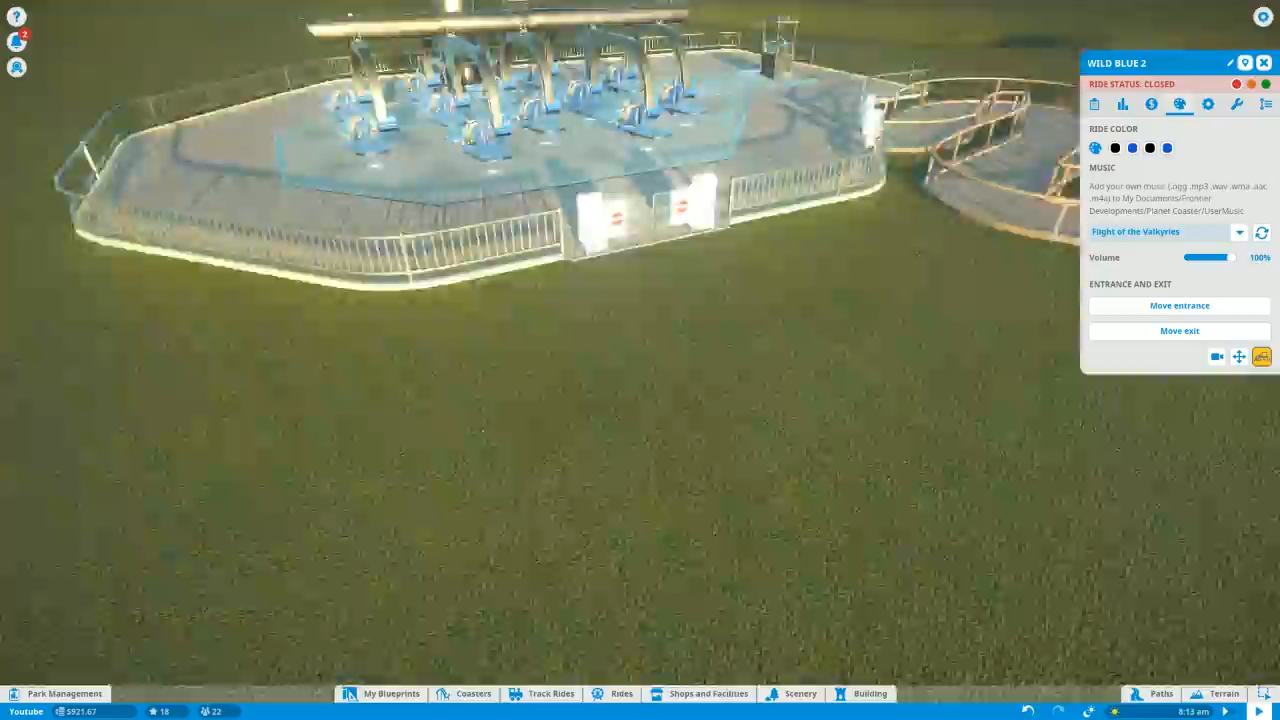 ?
2
WILD BLUE 2
RIDE STATUS: CLOSED
RIDE COLOR
MUSIC
Add your own music (.ogg .mp3 .wav .wma .aac
.m4a) to My Documents/Frontier
Developments/Planet Coaster/UserMusic
Flight of the Valkyries
Volume 100%
ENTRANCE AND EXIT
Move entrance
Move exit
Park Management My Blueprints Coasters Track Rides Rides Shops and Facilities Scenery Building Paths Terrain
Youtube $921.67 18 22 8:13 am